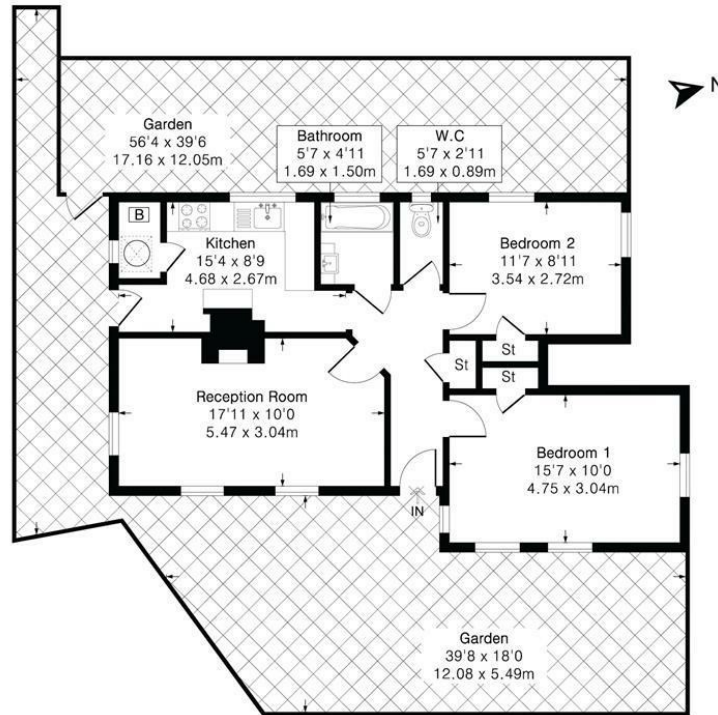 N
Garden
56'4 x 39'6
17.16 x 12.05m
Bathroom
5'7 x 4'11
1.69 x 1.50m
W.C
5'7 x 2'11
1.69 x 0.89m
B
Kitchen
15'4 x 8'9
4.68 x 2.67m
Bedroom 2
11'7 x 8'11
3.54 x 2.72m
St
St
St
Reception Room
17'11 x 10'0
5.47 x 3.04m
Bedroom 1
15'7 x 10'0
4.75 x 3.04m
IN
Garden
39'8 x 18'0
12.08 x 5.49m